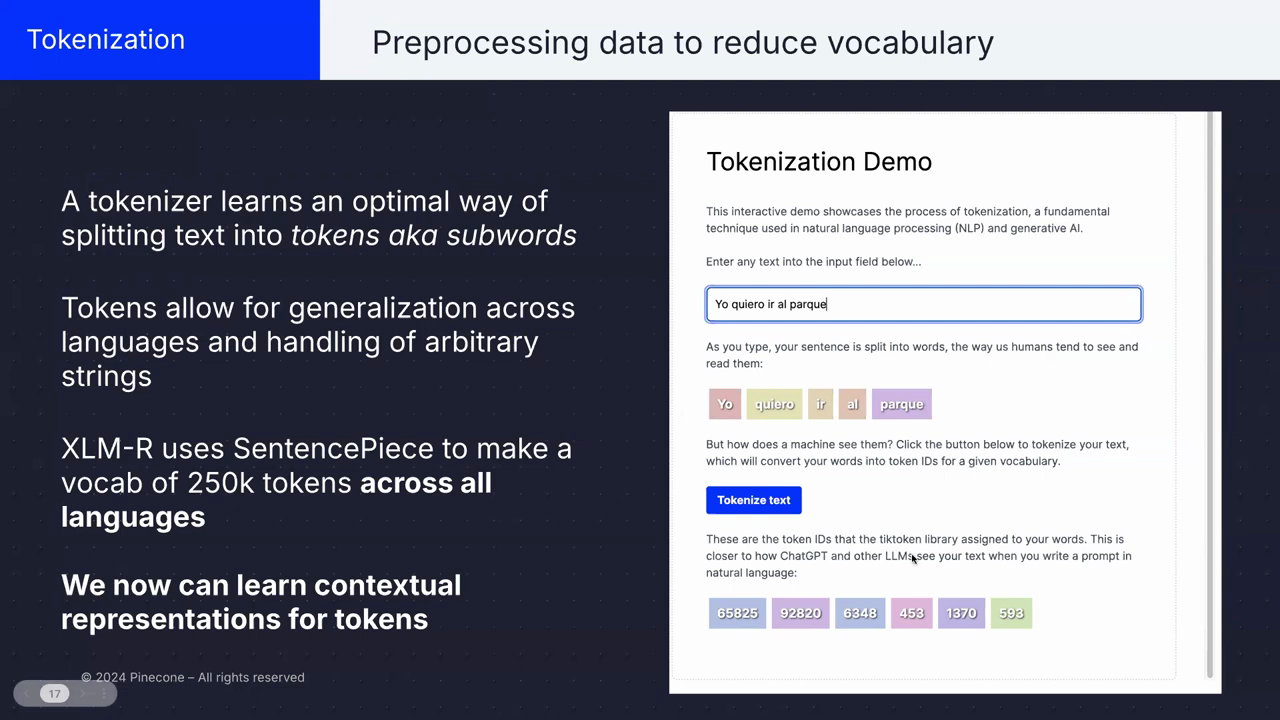 Tokenization
Preprocessing data to reduce vocabulary
A tokenizer learns an optimal way of
splitting text into tokens aka subwords
Tokens allow for generalization across
languages and handling of arbitrary
strings
XLM-R uses SentencePiece to make a
vocab of 250k tokens across all
languages
We now can learn contextual
representations for tokens
© 2024 Pinecone – All rights reserved
17
Tokenization Demo
This interactive demo showcases the process of tokenization, a fundamental
technique used in natural language processing (NLP) and generative AI.
Enter any text into the input field below...
Yo quiero ir al parque
As you type, your sentence is split into words, the way us humans tend to see and
read them:
Yo quiero ir al parque
But how does a machine see them? Click the button below to tokenize your text,
which will convert your words into token IDs for a given vocabulary.
Tokenize text
These are the token IDs that the tiktoken library assigned to your words. This is
closer to how ChatGPT and other LLMs see your text when you write a prompt in
natural language:
65825 92820 6348 453 1370 593